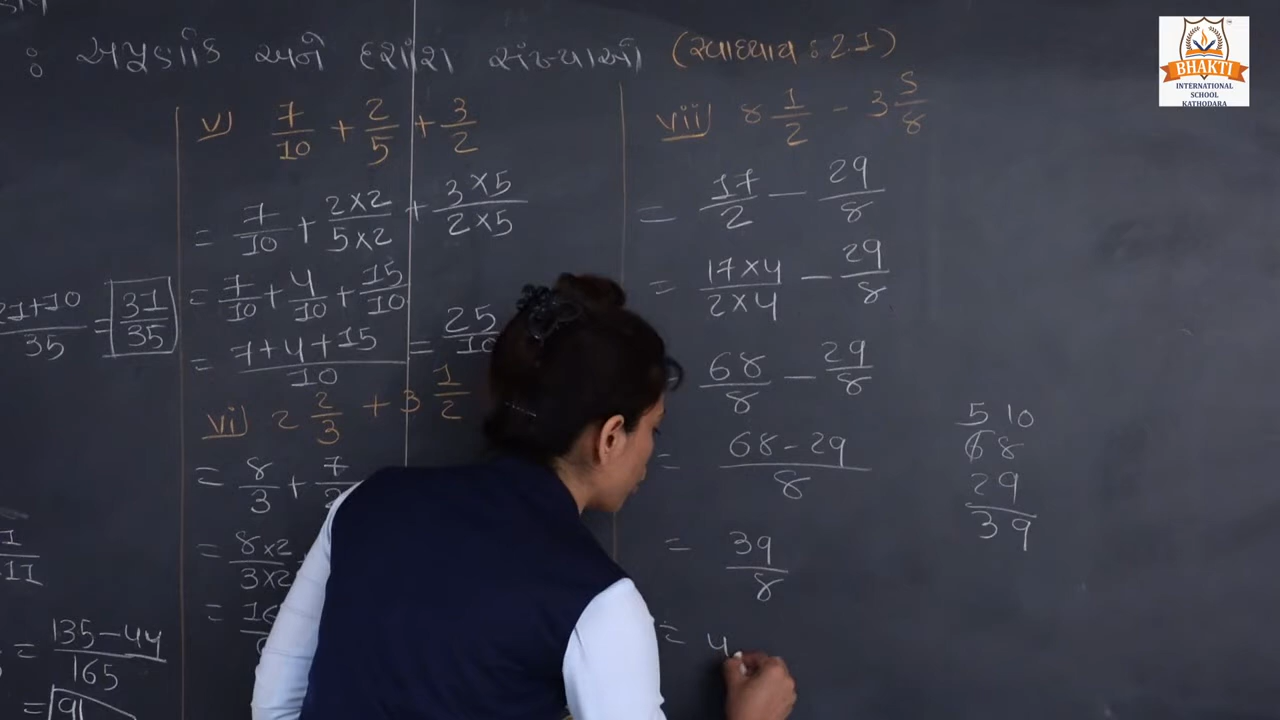 : અપૂર્ણાંક અને દશાંશ સંખ્યાઓ (સ્વાધ્યાય : 2.1)
21+10/35 = 31/35
1/11
= 135-44/165
= 91
v) 7/10 + 2/5 + 3/2
= 7/10 + 2×2/5×2 + 3×5/2×5
= 7/10 + 4/10 + 15/10
= 7+4+15/10 = 25/10
vi) 2 2/3 + 3 1/2
= 8/3 + 7/2
= 8×2/3×2
= 16
vii) 8 1/2 - 3 5/8
= 17/2 - 29/8
= 17×4/2×4 - 29/8
= 68/8 - 29/8
= 68-29/8
= 39/8
= 4
5 10
68
29
39
BHAKTI
INTERNATIONAL
SCHOOL
KATHODARA